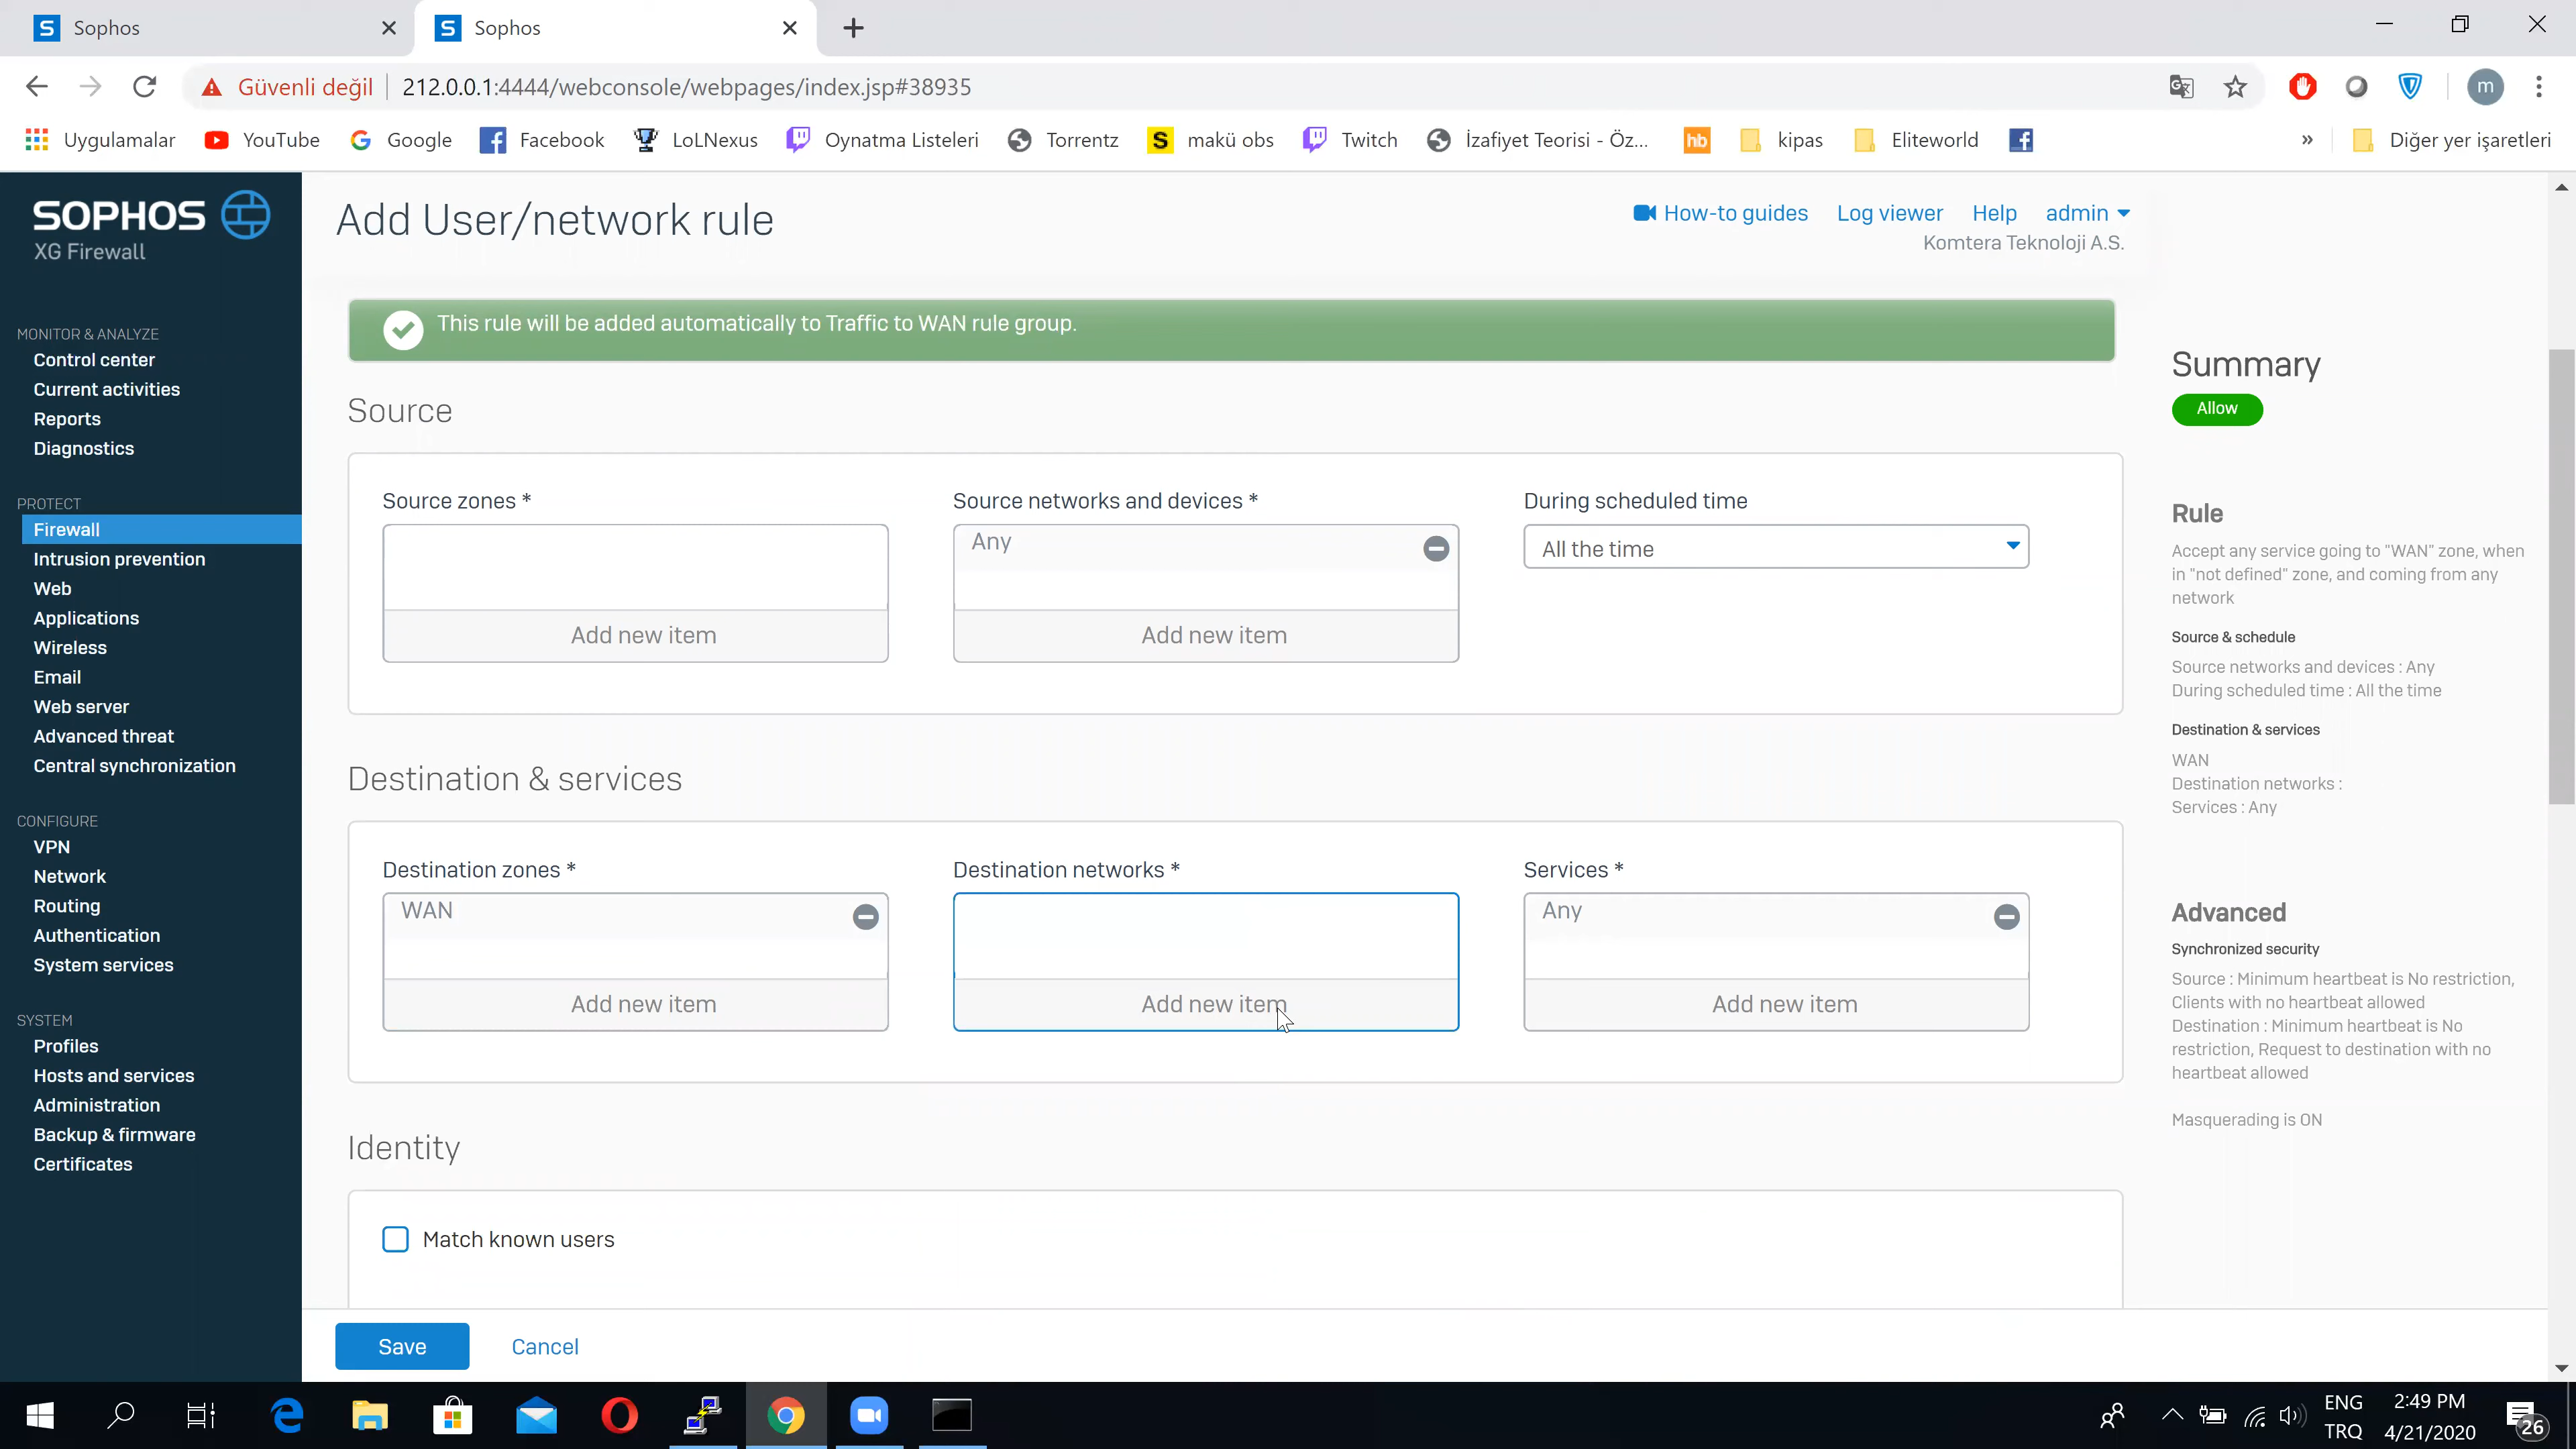 Sophos
Sophos
Güvenli değil
212.0.0.1:4444/webconsole/webpages/index.jsp#38935
m
Uygulamalar
YouTube
Google
Facebook
LoLNexus
Oynatma Listeleri
Torrentz
S makü obs
Twitch
İzafiyet Teorisi - Öz...
hb
kipas
Eliteworld
»
Diğer yer işaretleri
SOPHOS
XG Firewall
MONITOR & ANALYZE
Control center
Current activities
Reports
Diagnostics
PROTECT
Firewall
Intrusion prevention
Web
Applications
Wireless
Email
Web server
Advanced threat
Central synchronization
CONFIGURE
VPN
Network
Routing
Authentication
System services
SYSTEM
Profiles
Hosts and services
Administration
Backup & firmware
Certificates
Add User/network rule
How-to guides
Log viewer
Help
admin
Komtera Teknoloji A.S.
This rule will be added automatically to Traffic to WAN rule group.
Source
Source zones *
Add new item
Source networks and devices *
Any
Add new item
During scheduled time
All the time
Destination & services
Destination zones *
WAN
Add new item
Destination networks *
Add new item
Services *
Any
Add new item
Identity
Match known users
Save
Cancel
Summary
Allow
Rule
Accept any service going to "WAN" zone, when
in "not defined" zone, and coming from any
network
Source & schedule
Source networks and devices : Any
During scheduled time : All the time
Destination & services
WAN
Destination networks :
Services : Any
Advanced
Synchronized security
Source : Minimum heartbeat is No restriction,
Clients with no heartbeat allowed
Destination : Minimum heartbeat is No
restriction, Request to destination with no
heartbeat allowed
Masquerading is ON
ENG
TRQ
2:49 PM
4/21/2020
26